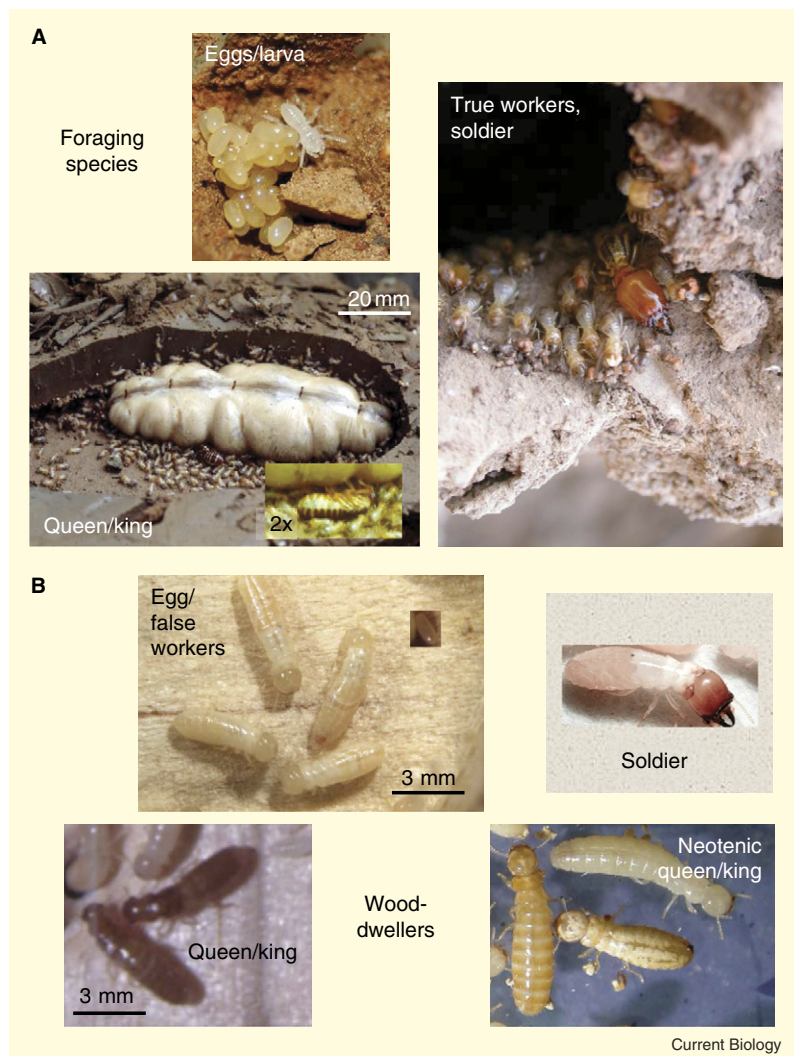 A
Eggs/larva
Foraging
species
True workers,
soldier
20 mm
Queen/king
2x
B
Egg/
false
workers
3 mm
Soldier
Queen/king
3 mm
Wood-
dwellers
Neotenic
queen/king
Current Biology